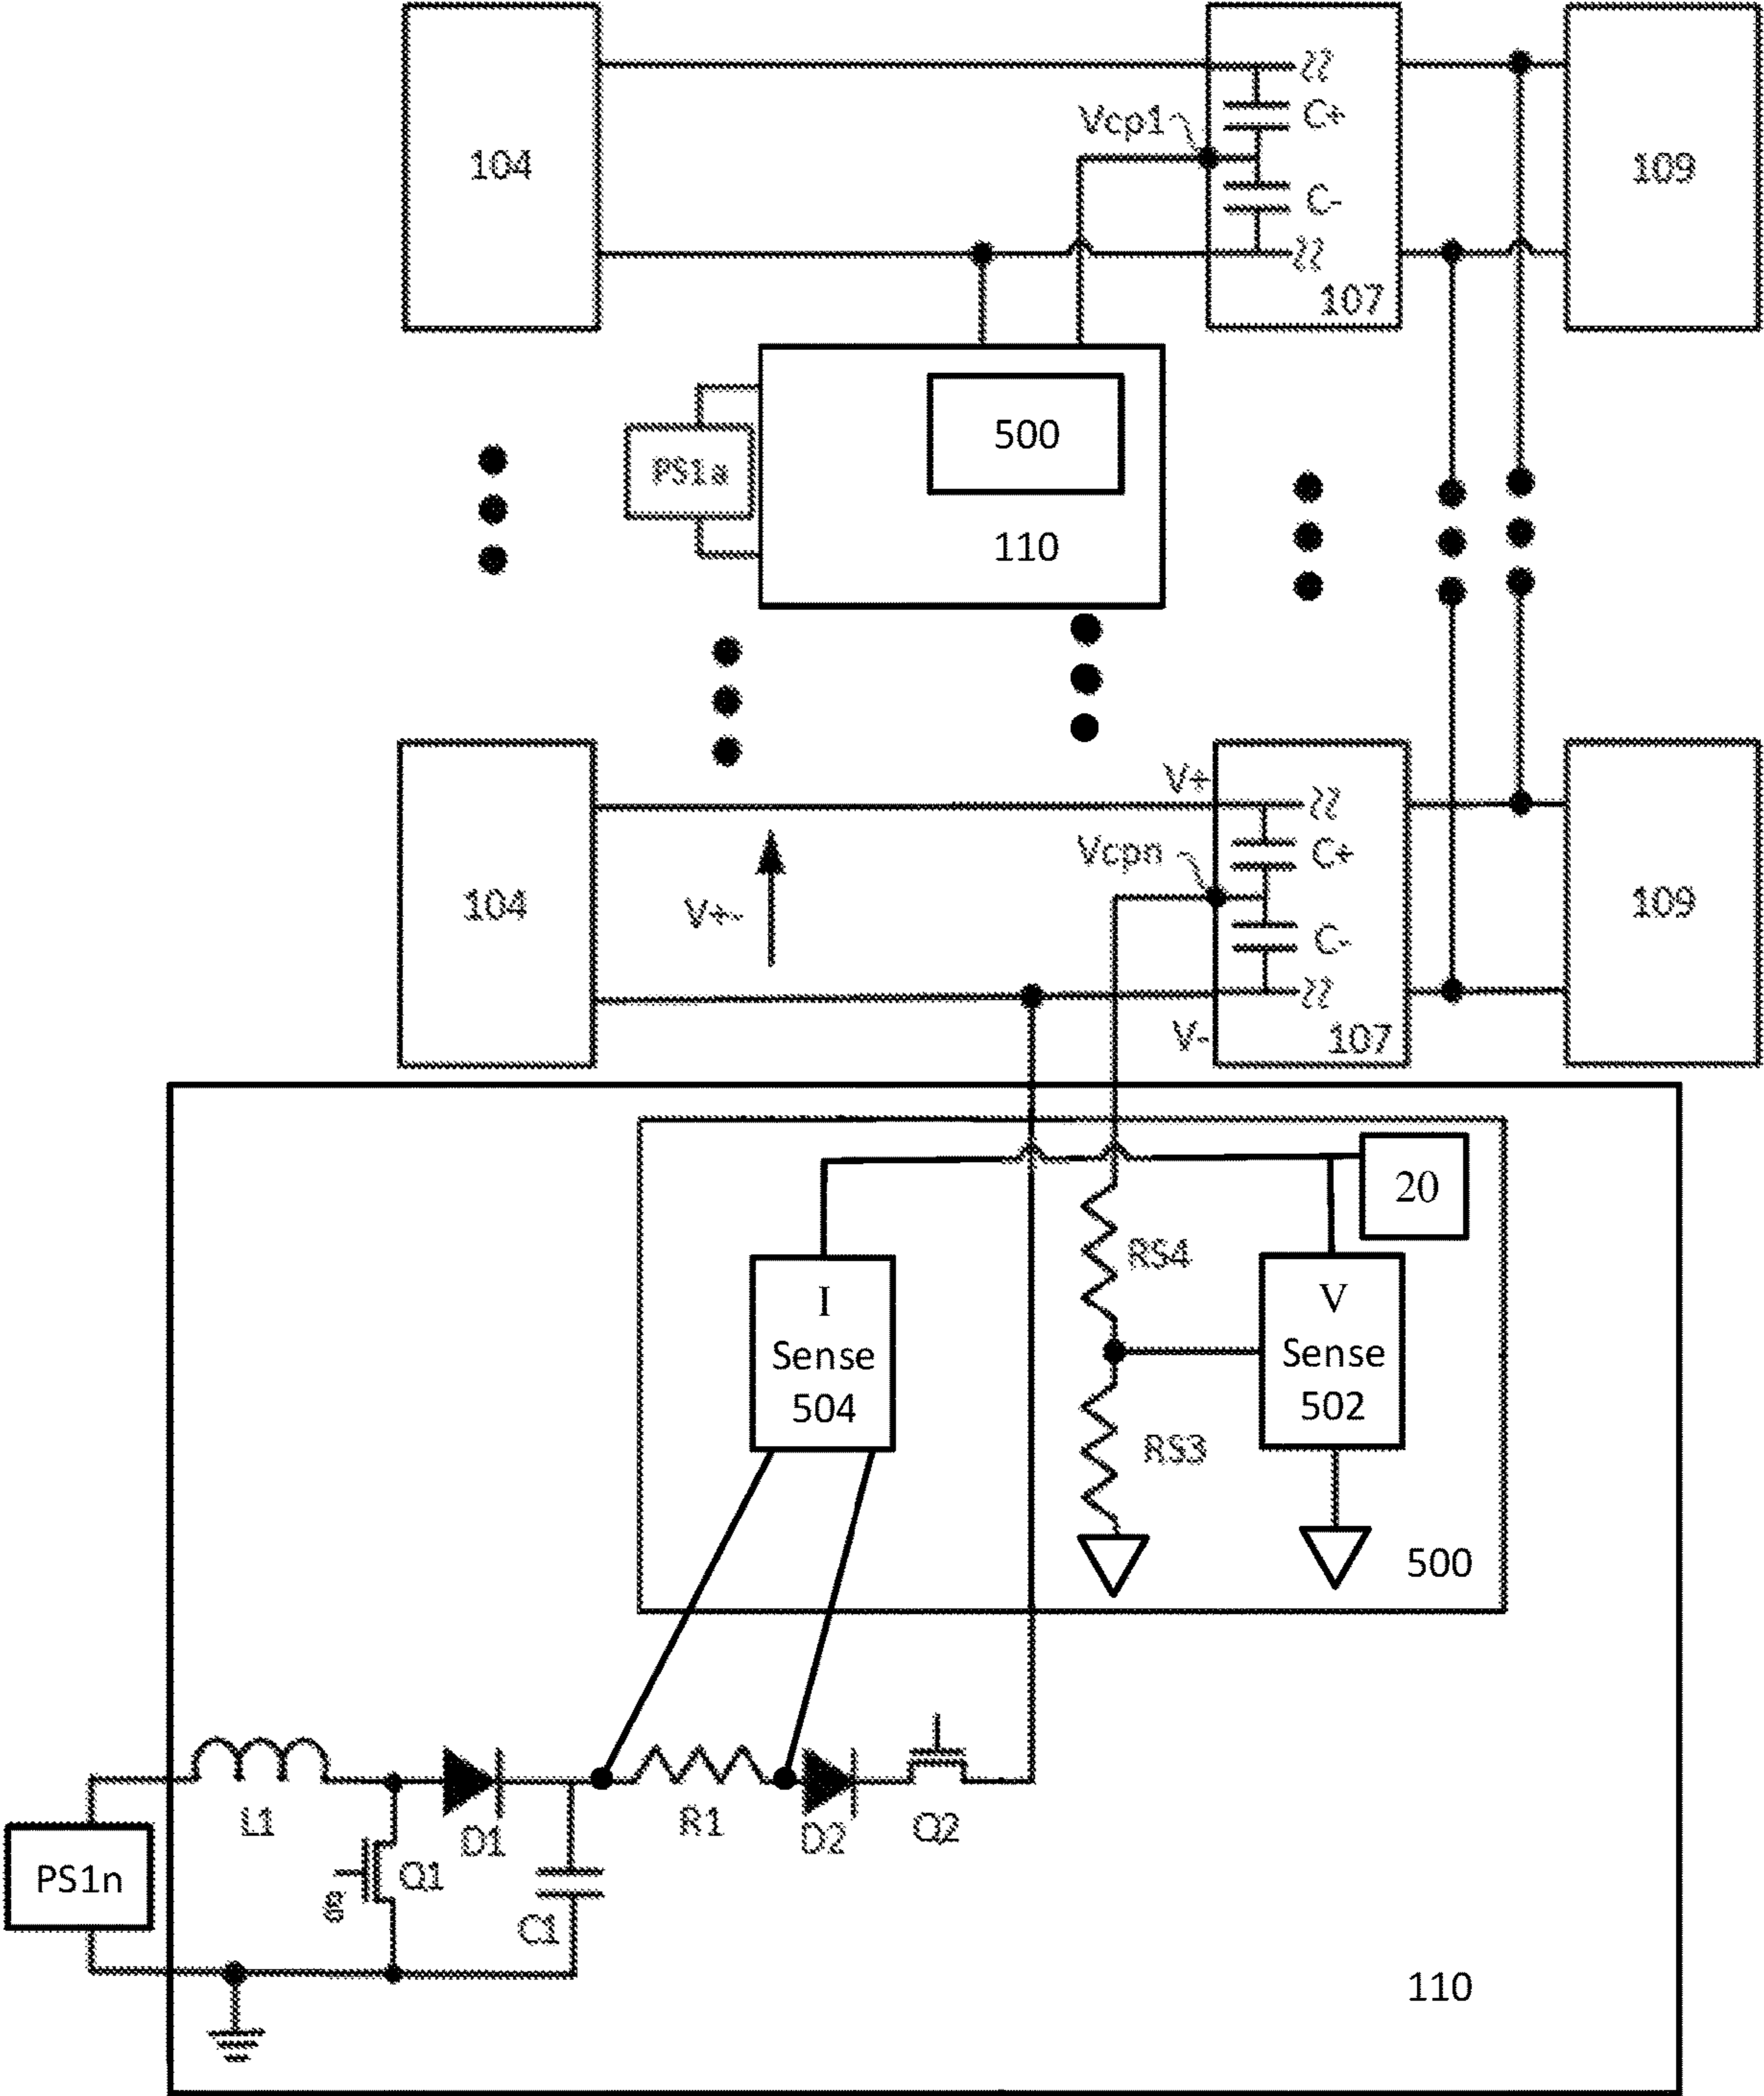 104
Vcp1
C+
C-
107
109
PS1a
500
110
104
V+-
V+
Vcpn
C+
C-
V-
107
109
20
I
Sense
504
RS4
V
Sense
502
RS3
500
PS1n
L1
g
Q1
D1
C1
R1
D2
Q2
110